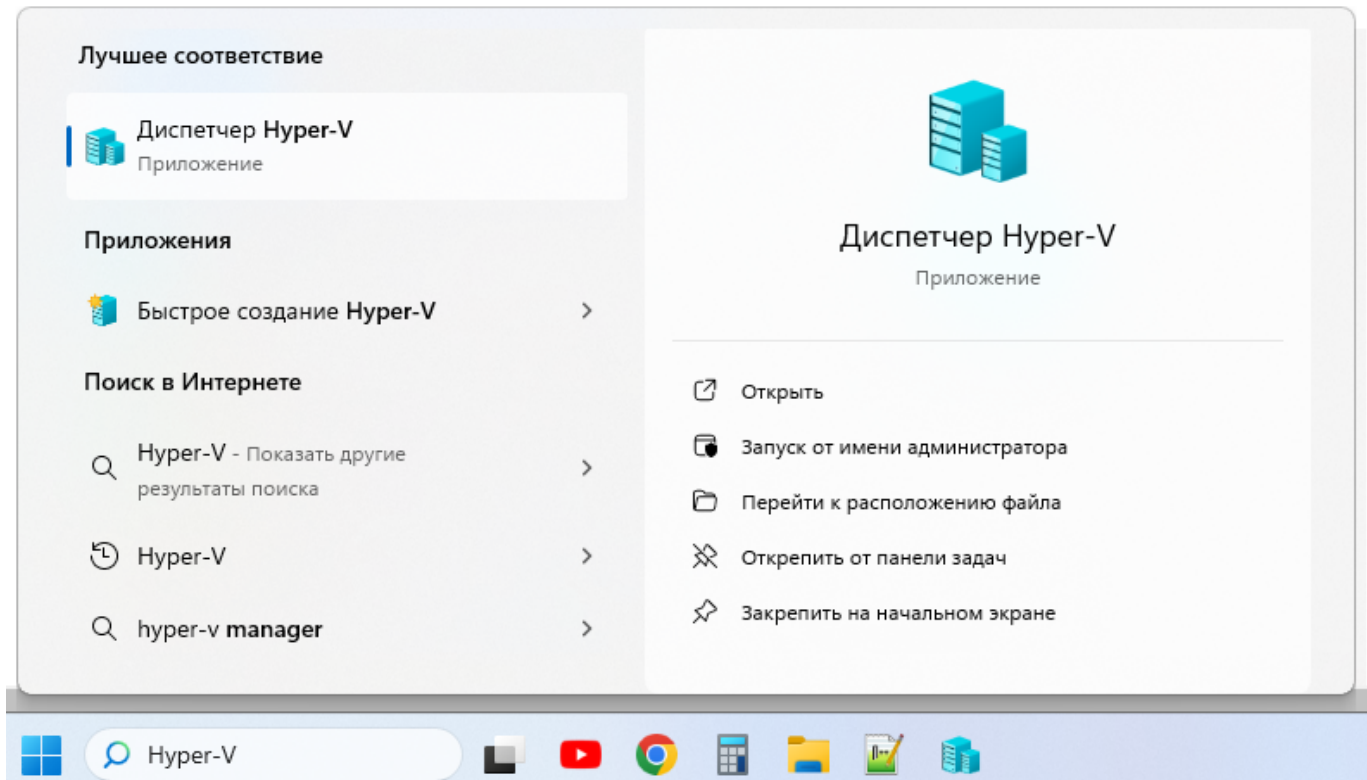 Лучшее соответствие
Диспетчер Hyper-V
Приложение
Приложения
Быстрое создание Hyper-V
Поиск в Интернете
Hyper-V - Показать другие
результаты поиска
Hyper-V
hyper-v manager
Диспетчер Hyper-V
Приложение
Открыть
Запуск от имени администратора
Перейти к расположению файла
Открепить от панели задач
Закрепить на начальном экране
Hyper-V